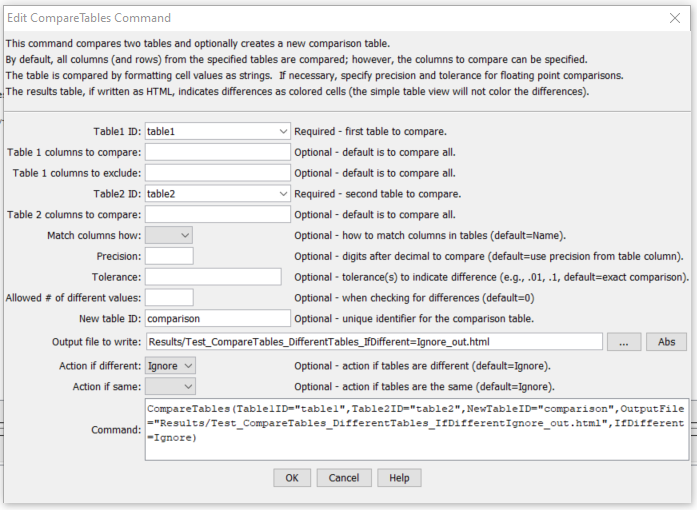 Edit CompareTables Command
This command compares two tables and optionally creates a new comparison table.
By default, all columns (and rows) from the specified tables are compared; however, the columns to compare can be specified.
The table is compared by formatting cell values as strings.  If necessary, specify precision and tolerance for floating point comparisons.
The results table, if written as HTML, indicates differences as colored cells (the simple table view will not color the differences).
Table1 ID: table1 Required - first table to compare.
Table 1 columns to compare: Optional - default is to compare all.
Table 1 columns to exclude: Optional - default is to compare all.
Table2 ID: table2 Required - second table to compare.
Table 2 columns to compare: Optional - default is to compare all.
Match columns how: Optional - how to match columns in tables (default=Name).
Precision: Optional - digits after decimal to compare (default=use precision from table column).
Tolerance: Optional - tolerance(s) to indicate difference (e.g., .01, .1, default=exact comparison).
Allowed # of different values: Optional - when checking for differences (default=0)
New table ID: comparison Optional - unique identifier for the comparison table.
Output file to write: Results/Test_CompareTables_DifferentTables_IfDifferent=Ignore_out.html ... Abs
Action if different: Ignore Optional - action if tables are different (default=Ignore).
Action if same: Optional - action if tables are the same (default=Ignore).
Command: CompareTables(Table1ID="table1",Table2ID="table2",NewTableID="comparison",OutputFile
="Results/Test_CompareTables_DifferentTables_IfDifferentIgnore_out.html",IfDifferent
=Ignore)
OK Cancel Help